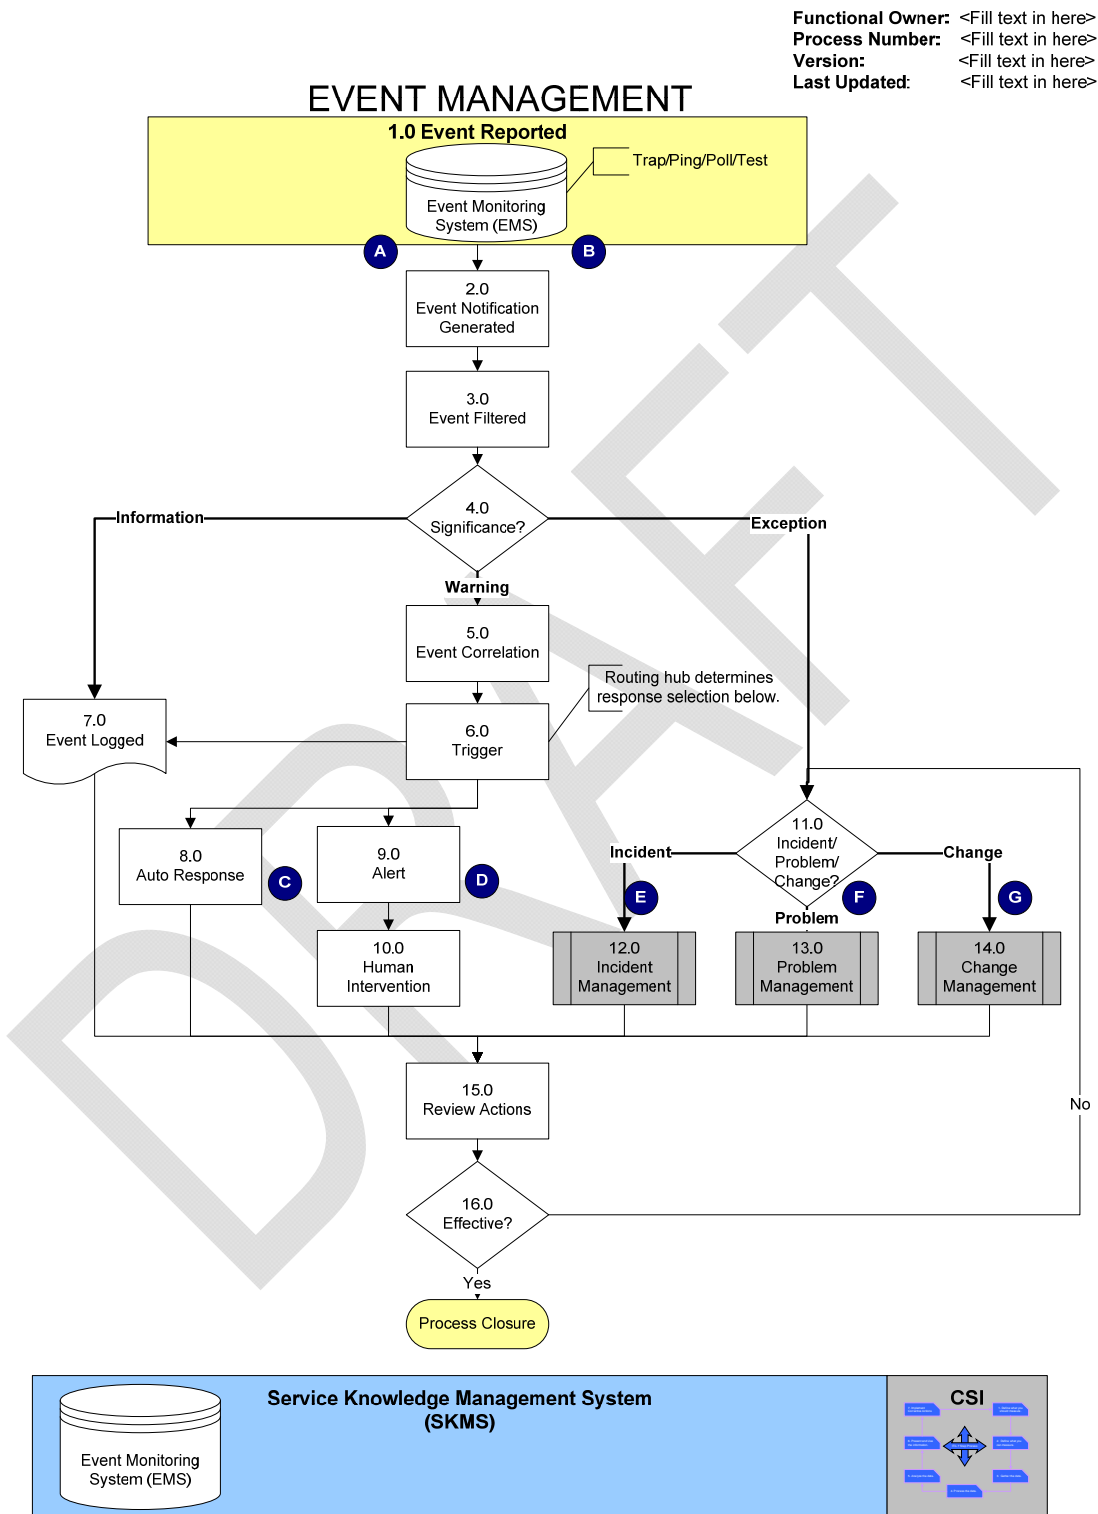 Functional Owner: <Fill text in here>
Process Number: <Fill text in here>
Version: <Fill text in here>
Last Updated: <Fill text in here>
EVENT MANAGEMENT
1.0 Event Reported
Trap/Ping/Poll/Test
Event Monitoring
System (EMS)
A
B
2.0
Event Notification
Generated
3.0
Event Filtered
4.0
Significance?
Information
Exception
Warning
5.0
Event Correlation
Routing hub determines
response selection below.
6.0
Trigger
7.0
Event Logged
8.0
Auto Response
C
9.0
Alert
D
10.0
Human
Intervention
11.0
Incident/
Problem/
Change?
Incident
Change
E
F
G
Problem
12.0
Incident
Management
13.0
Problem
Management
14.0
Change
Management
15.0
Review Actions
No
16.0
Effective?
Yes
Process Closure
DRAFT
Service Knowledge Management System
(SKMS)
Event Monitoring
System (EMS)
CSI